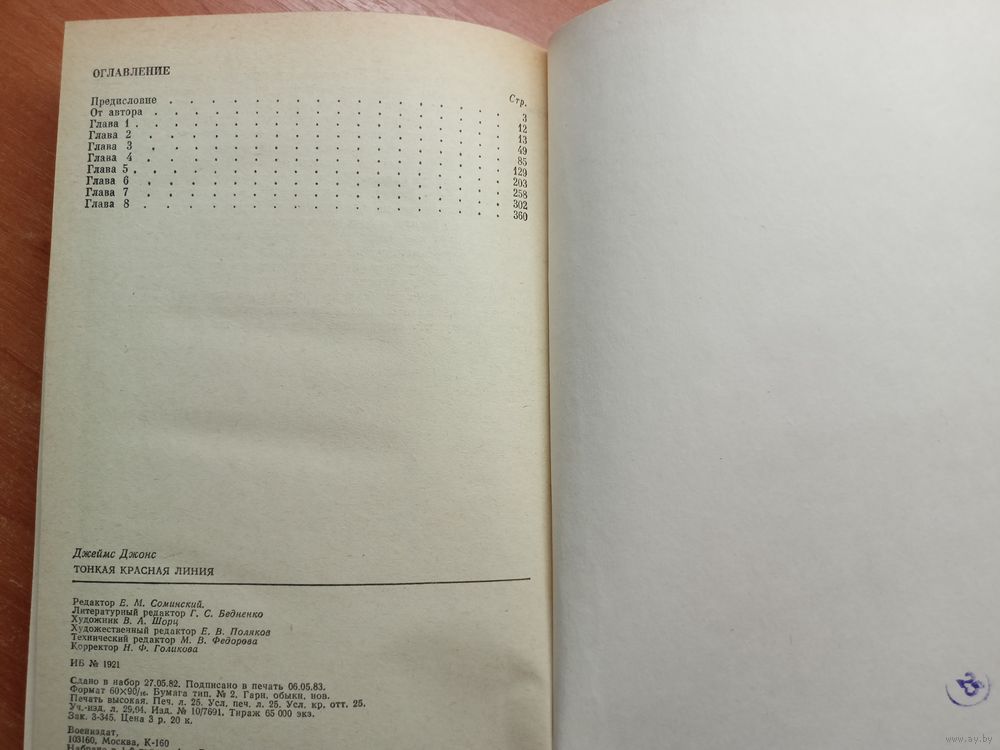 ОГЛАВЛЕНИЕ
Стр.
Предисловие . . . . . . . . . . . . . . . . . 3
От автора . . . . . . . . . . . . . . . . . 12
Глава 1 . . . . . . . . . . . . . . . . . 13
Глава 2 . . . . . . . . . . . . . . . . . 49
Глава 3 . . . . . . . . . . . . . . . . . 85
Глава 4 . . . . . . . . . . . . . . . . . 129
Глава 5 . . . . . . . . . . . . . . . . . 203
Глава 6 . . . . . . . . . . . . . . . . . 258
Глава 7 . . . . . . . . . . . . . . . . . 302
Глава 8 . . . . . . . . . . . . . . . . . 360
Джеймс Джонс
ТОНКАЯ КРАСНАЯ ЛИНИЯ
Редактор Е. М. Соминский.
Литературный редактор Г. С. Бедненко
Художник В. А. Шорц
Художественный редактор Е. В. Поляков
Технический редактор М. В. Федорова
Корректор Н. Ф. Голикова
ИБ № 1921
Сдано в набор 27.05.82. Подписано в печать 06.05.83.
Формат 60×90/16. Бумага тип. № 2. Гарн. обыкн. нов.
Печать высокая. Печ. л. 25. Усл. печ. л. 25. Усл. кр. отт. 25.
Уч.-изд. л. 29,04. Изд. № 10/7691. Тираж 65 000 экз.
Зак. 3-345. Цена 3 р. 20 к.
Воениздат,
103160, Москва, К-160
www.ay.by